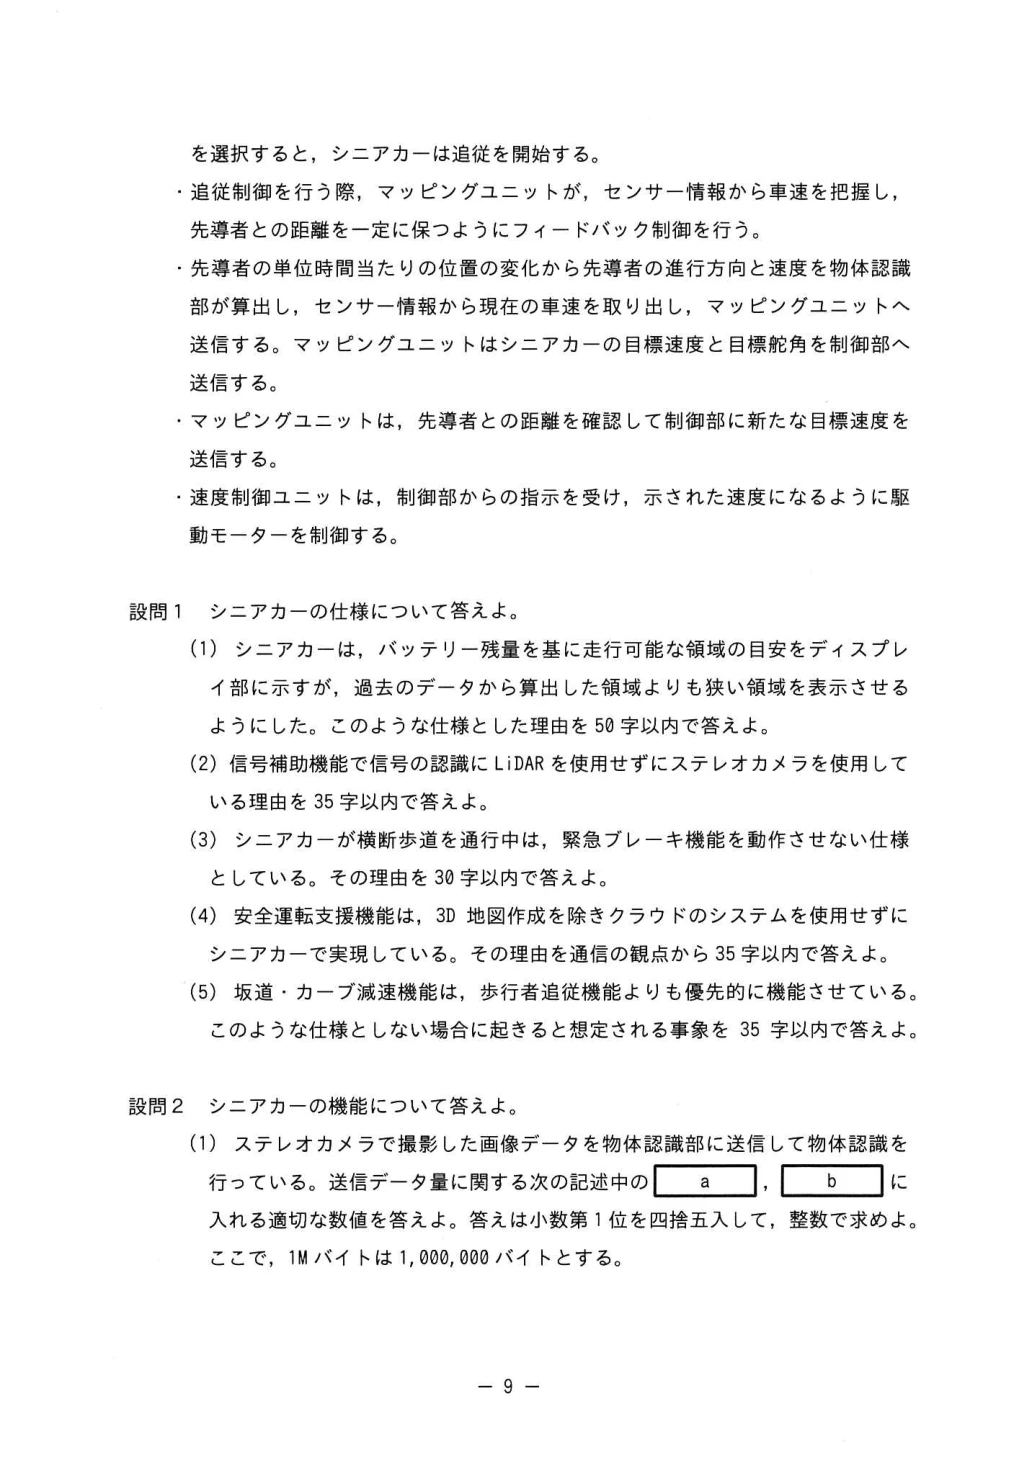 を選択すると，シニアカーは追従を開始する。
・追従制御を行う際，マッピングユニットが，センサー情報から車速を把握し，
先導者との距離を一定に保つようにフィードバック制御を行う。
・先導者の単位時間当たりの位置の変化から先導者の進行方向と速度を物体認識
部が算出し，センサー情報から現在の車速を取り出し，マッピングユニットへ
送信する。マッピングユニットはシニアカーの目標速度と目標舵角を制御部へ
送信する。
・マッピングユニットは，先導者との距離を確認して制御部に新たな目標速度を
送信する。
・速度制御ユニットは，制御部からの指示を受け，示された速度になるように駆
動モーターを制御する。
設問１　シニアカーの仕様について答えよ。
(1) シニアカーは，バッテリー残量を基に走行可能な領域の目安をディスプレ
イ部に示すが，過去のデータから算出した領域よりも狭い領域を表示させる
ようにした。このような仕様とした理由を 50 字以内で答えよ。
(2) 信号補助機能で信号の認識に LiDAR を使用せずにステレオカメラを使用して
いる理由を 35 字以内で答えよ。
(3) シニアカーが横断歩道を通行中は，緊急ブレーキ機能を動作させない仕様
としている。その理由を 30 字以内で答えよ。
(4) 安全運転支援機能は，3D 地図作成を除きクラウドのシステムを使用せずに
シニアカーで実現している。その理由を通信の観点から 35 字以内で答えよ。
(5) 坂道・カーブ減速機能は，歩行者追従機能よりも優先的に機能させている。
このような仕様としない場合に起きると想定される事象を 35 字以内で答えよ。
設問２　シニアカーの機能について答えよ。
(1) ステレオカメラで撮影した画像データを物体認識部に送信して物体認識を
行っている。送信データ量に関する次の記述中の a ， b に
入れる適切な数値を答えよ。答えは小数第１位を四捨五入して，整数で求めよ。
ここで，1M バイトは 1,000,000 バイトとする。
－ 9 －